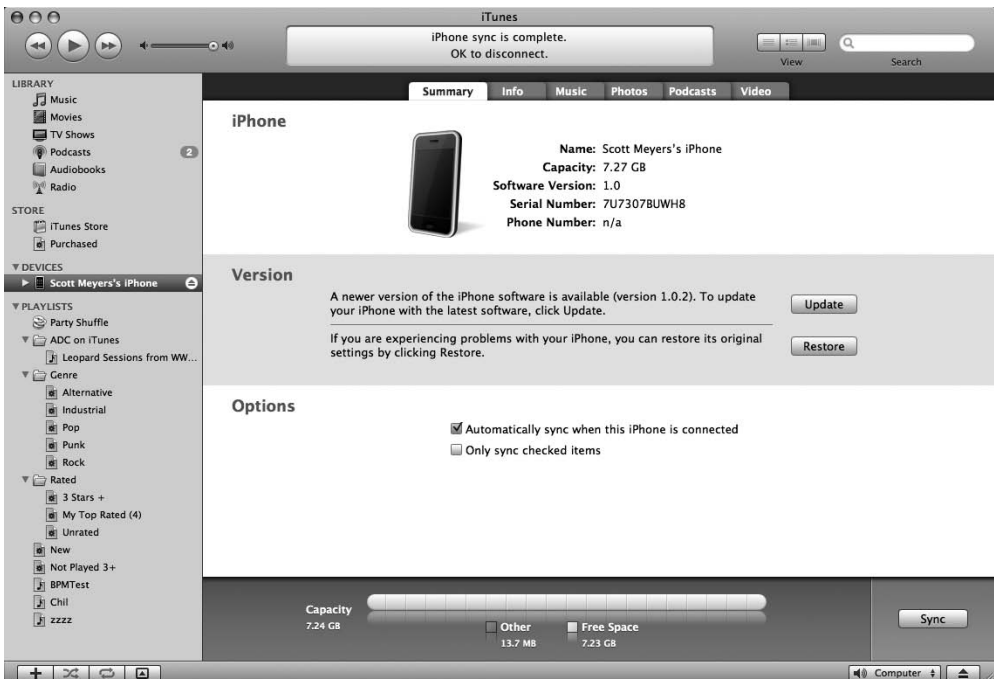 iTunes
iPhone sync is complete.
OK to disconnect.
View
Search
LIBRARY
Music
Movies
TV Shows
Podcasts 2
Audiobooks
Radio
STORE
iTunes Store
Purchased
DEVICES
Scott Meyers's iPhone
PLAYLISTS
Party Shuffle
ADC on iTunes
Leopard Sessions from WW...
Genre
Alternative
Industrial
Pop
Punk
Rock
Rated
3 Stars +
My Top Rated (4)
Unrated
New
Not Played 3+
BPMTest
Chil
zzzz
Summary Info Music Photos Podcasts Video
iPhone
Name: Scott Meyers's iPhone
Capacity: 7.27 GB
Software Version: 1.0
Serial Number: 7U7307BUWH8
Phone Number: n/a
Version
A newer version of the iPhone software is available (version 1.0.2). To update
your iPhone with the latest software, click Update.
Update
If you are experiencing problems with your iPhone, you can restore its original
settings by clicking Restore.
Restore
Options
Automatically sync when this iPhone is connected
Only sync checked items
Capacity
7.24 GB
Other
13.7 MB
Free Space
7.23 GB
Sync
Computer